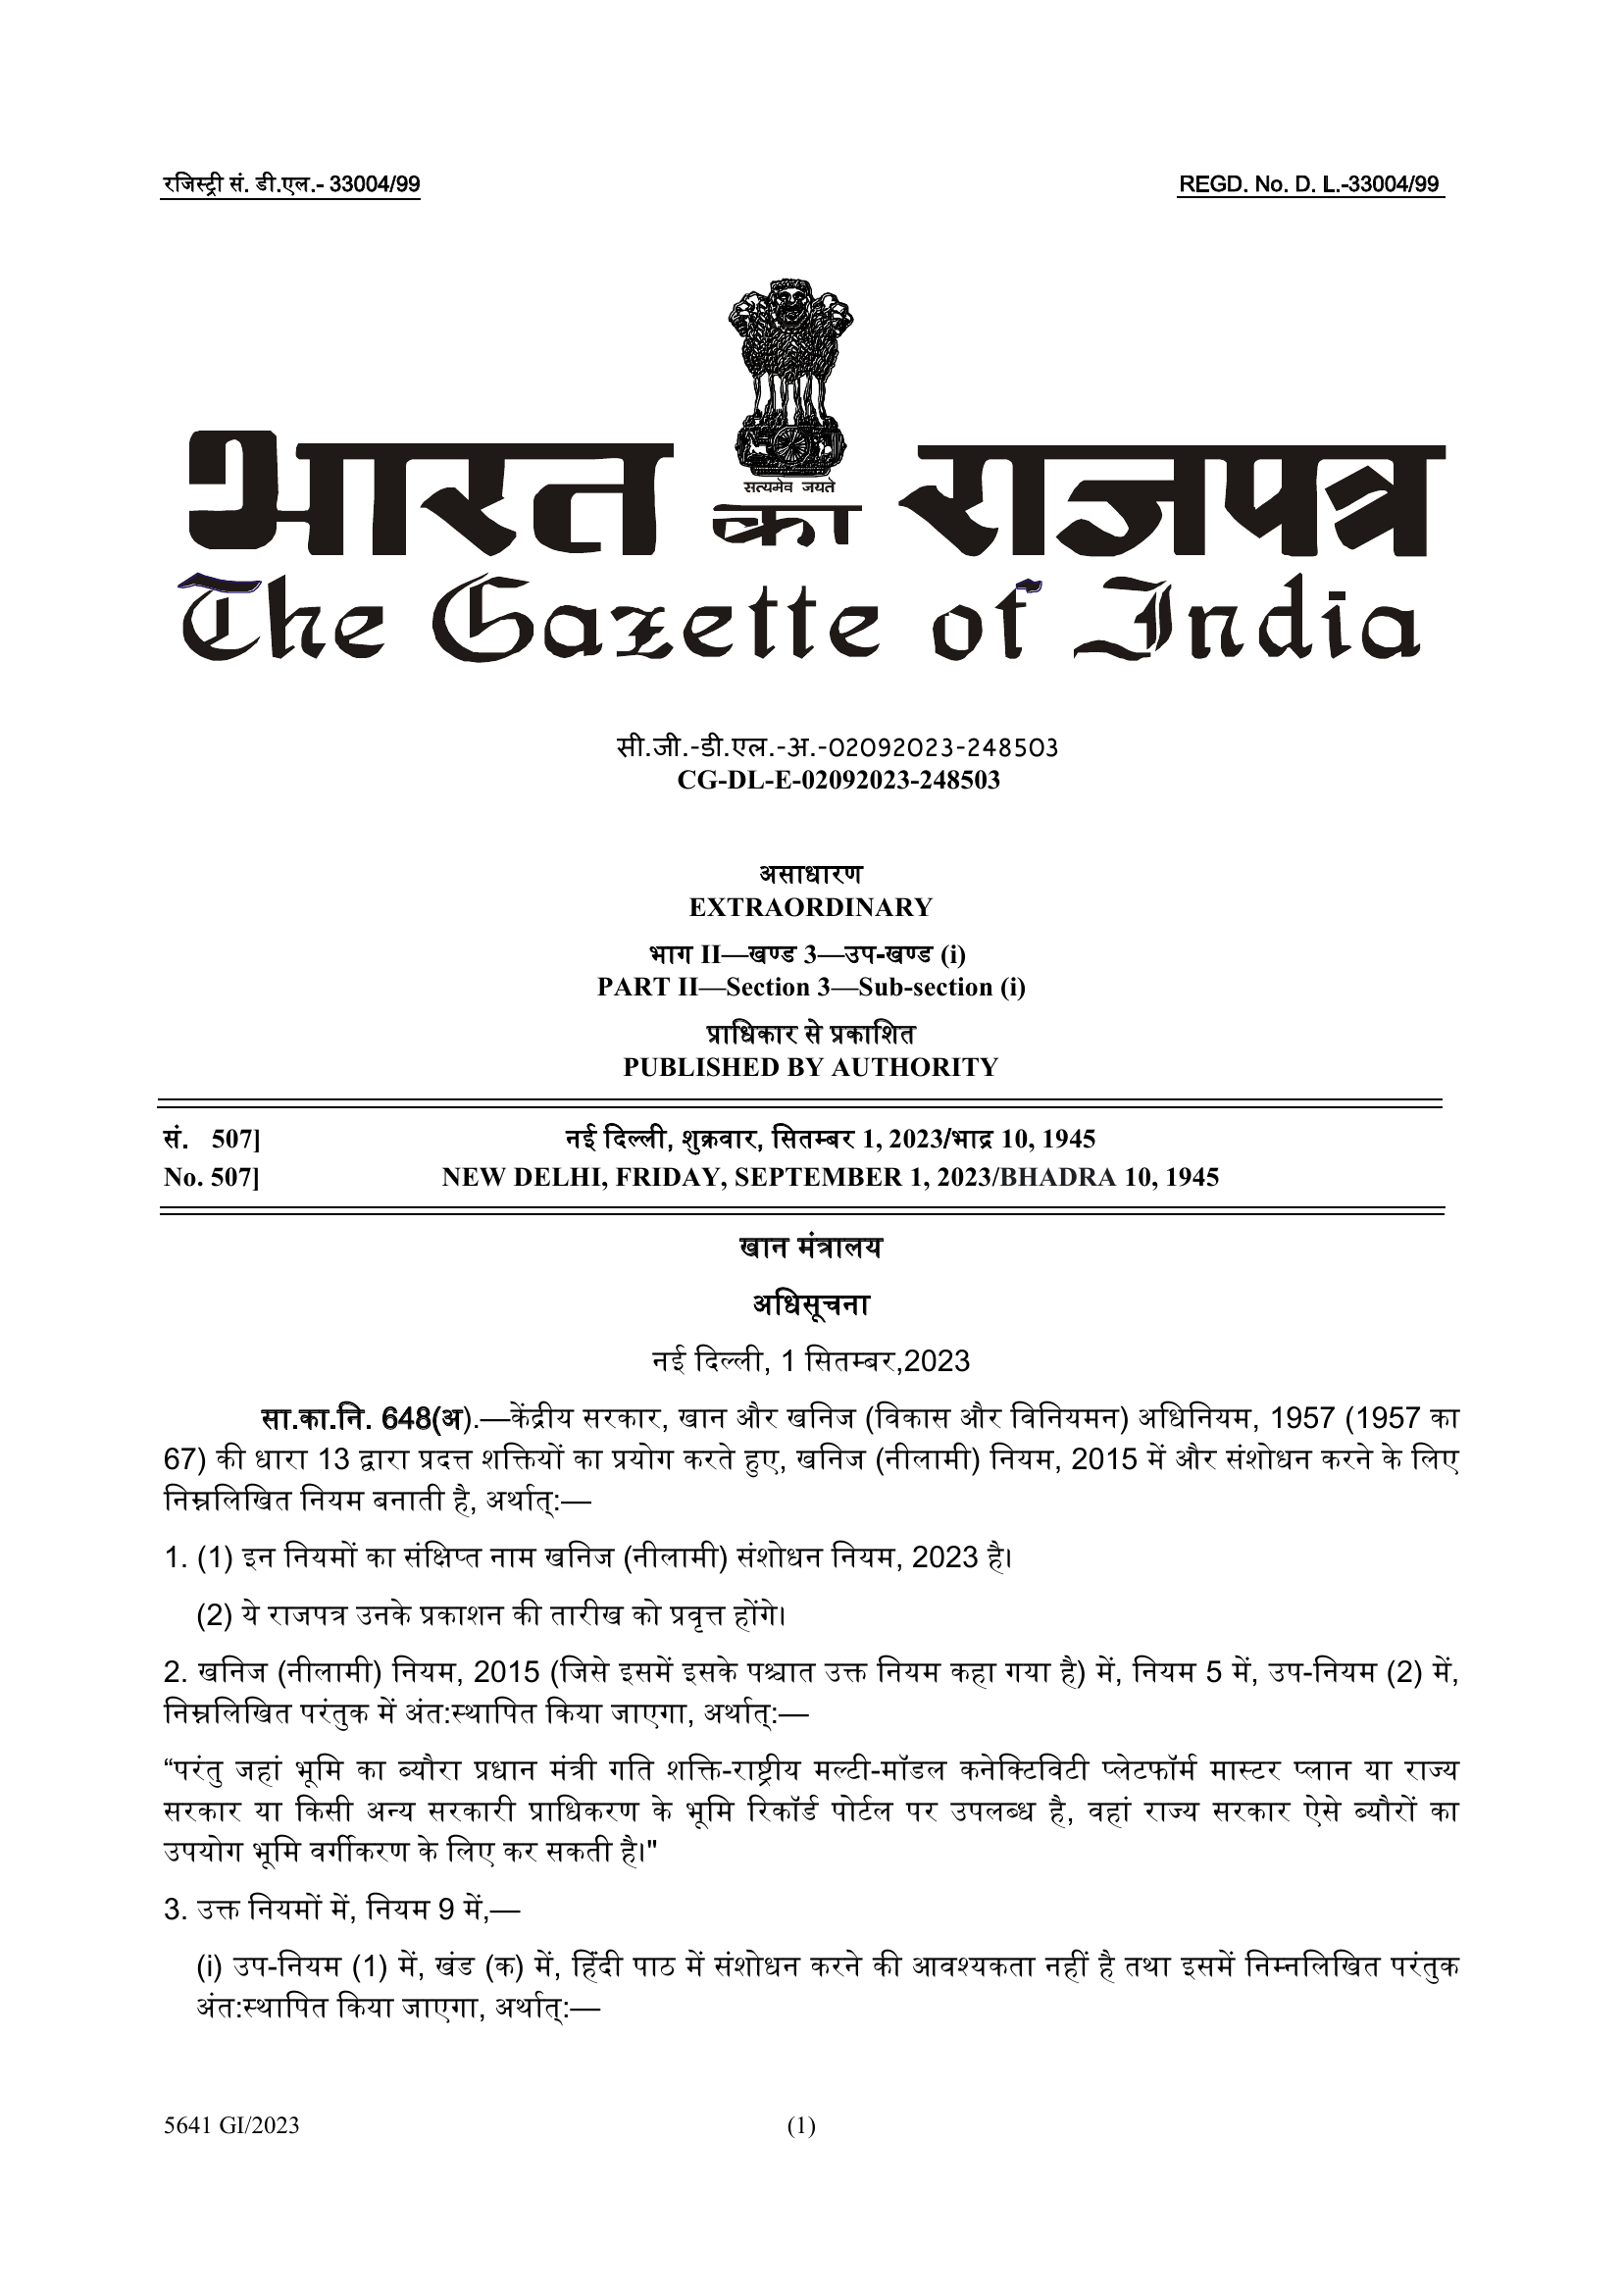 रजिस्ट्री सं. डी.एल.- 33004/99
REGD. No. D. L.-33004/99
सत्यमेव जयते
भारत का राजपत्र
The Gazette of India
सी.जी.-डी.एल.-अ.-02092023-248503
CG-DL-E-02092023-248503
असाधारण
EXTRAORDINARY
भाग II—खण्ड 3—उप-खण्ड (i)
PART II—Section 3—Sub-section (i)
प्राधिकार से प्रकाशित
PUBLISHED BY AUTHORITY
सं. 507] नई दिल्ली, शुक्रवार, सितम्बर 1, 2023/भाद्र 10, 1945
No. 507] NEW DELHI, FRIDAY, SEPTEMBER 1, 2023/BHADRA 10, 1945
खान मंत्रालय
अधिसूचना
नई दिल्ली, 1 सितम्बर,2023
सा.का.नि. 648(अ).—केंद्रीय सरकार, खान और खनिज (विकास और विनियमन) अधिनियम, 1957 (1957 का
67) की धारा 13 द्वारा प्रदत्त शक्तियों का प्रयोग करते हुए, खनिज (नीलामी) नियम, 2015 में और संशोधन करने के लिए
निम्नलिखित नियम बनाती है, अर्थात्:—
1. (1) इन नियमों का संक्षिप्त नाम खनिज (नीलामी) संशोधन नियम, 2023 है।
(2) ये राजपत्र उनके प्रकाशन की तारीख को प्रवृत्त होंगे।
2. खनिज (नीलामी) नियम, 2015 (जिसे इसमें इसके पश्चात उक्त नियम कहा गया है) में, नियम 5 में, उप-नियम (2) में,
निम्नलिखित परंतुक में अंत:स्थापित किया जाएगा, अर्थात्:—
“परंतु जहां भूमि का ब्यौरा प्रधान मंत्री गति शक्ति-राष्ट्रीय मल्टी-मॉडल कनेक्टिविटी प्लेटफॉर्म मास्टर प्लान या राज्य
सरकार या किसी अन्य सरकारी प्राधिकरण के भूमि रिकॉर्ड पोर्टल पर उपलब्ध है, वहां राज्य सरकार ऐसे ब्यौरों का
उपयोग भूमि वर्गीकरण के लिए कर सकती है।"
3. उक्त नियमों में, नियम 9 में,—
(i) उप-नियम (1) में, खंड (क) में, हिंदी पाठ में संशोधन करने की आवश्यकता नहीं है तथा इसमें निम्नलिखित परंतुक
अंत:स्थापित किया जाएगा, अर्थात्:—
5641 GI/2023 (1)